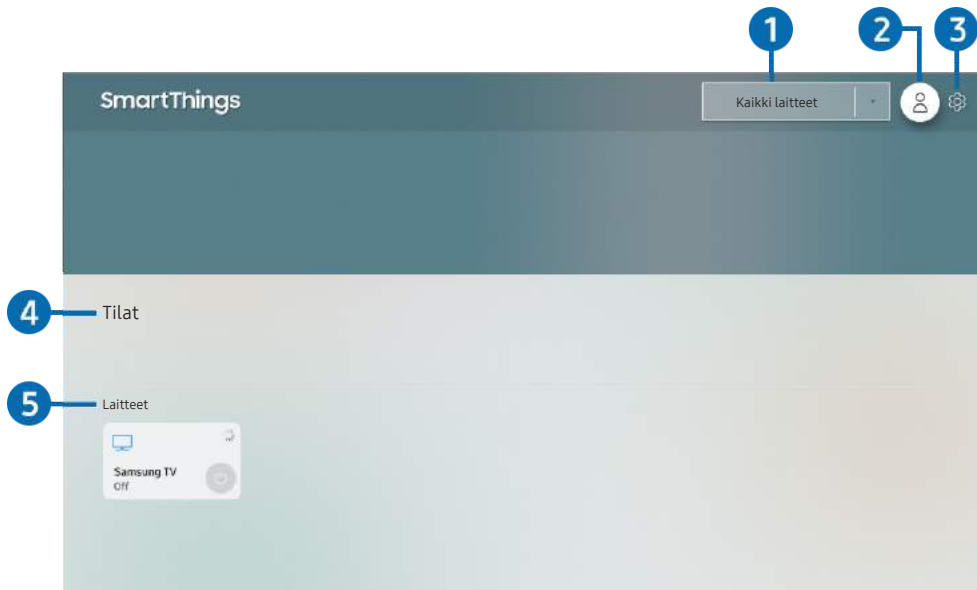 1 2 3
SmartThings
Kaikki laitteet
4 Tilat
5 Laitteet
Samsung TV
Off